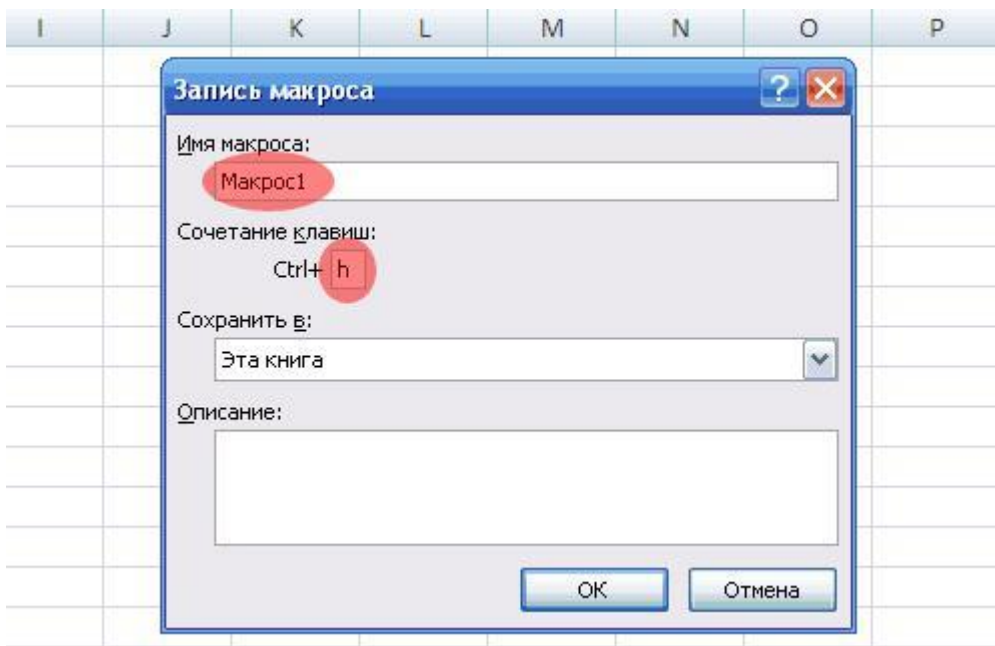 I J K L M N O P
Запись макроса ?
Имя макроса:
Макрос1
Сочетание клавиш:
Ctrl+ h
Сохранить в:
Эта книга
Описание:
ОК Отмена